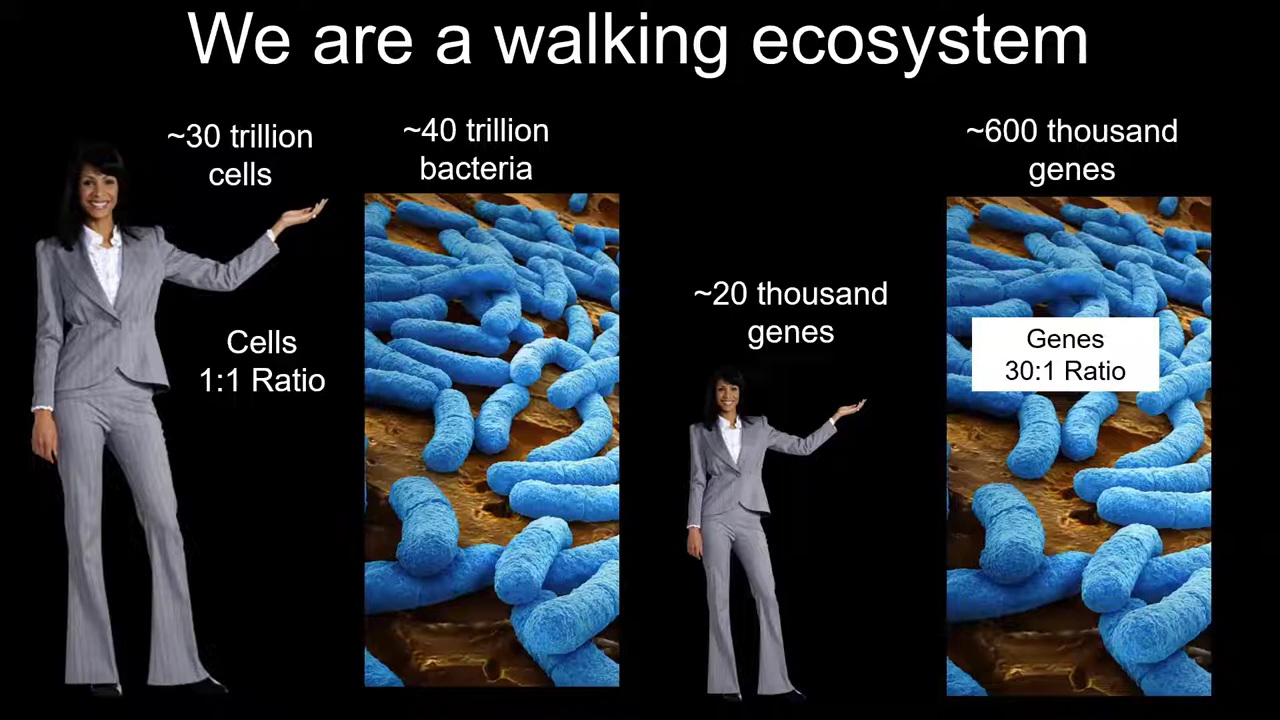 We are a walking ecosystem
~30 trillion
cells
~40 trillion
bacteria
Cells
1:1 Ratio
~20 thousand
genes
~600 thousand
genes
Genes
30:1 Ratio